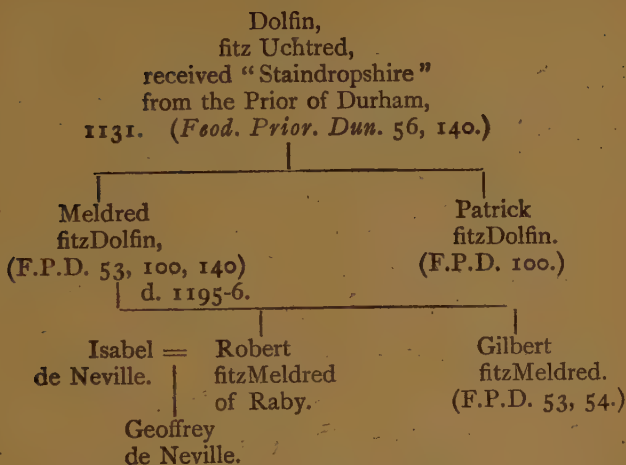 Dolfin,
fitz Uchtred,
received “Staindropshire”
from the Prior of Durham,
1131. (Feod. Prior. Dun. 56, 140.)
Meldred
fitzDolfin,
(F.P.D. 53, 100, 140)
d. 1195-6.
Patrick
fitzDolfin.
(F.P.D. 100.)
Isabel =
de Neville.
Robert
fitzMeldred
of Raby.
Gilbert
fitzMeldred.
(F.P.D. 53, 54.)
Geoffrey
de Neville.